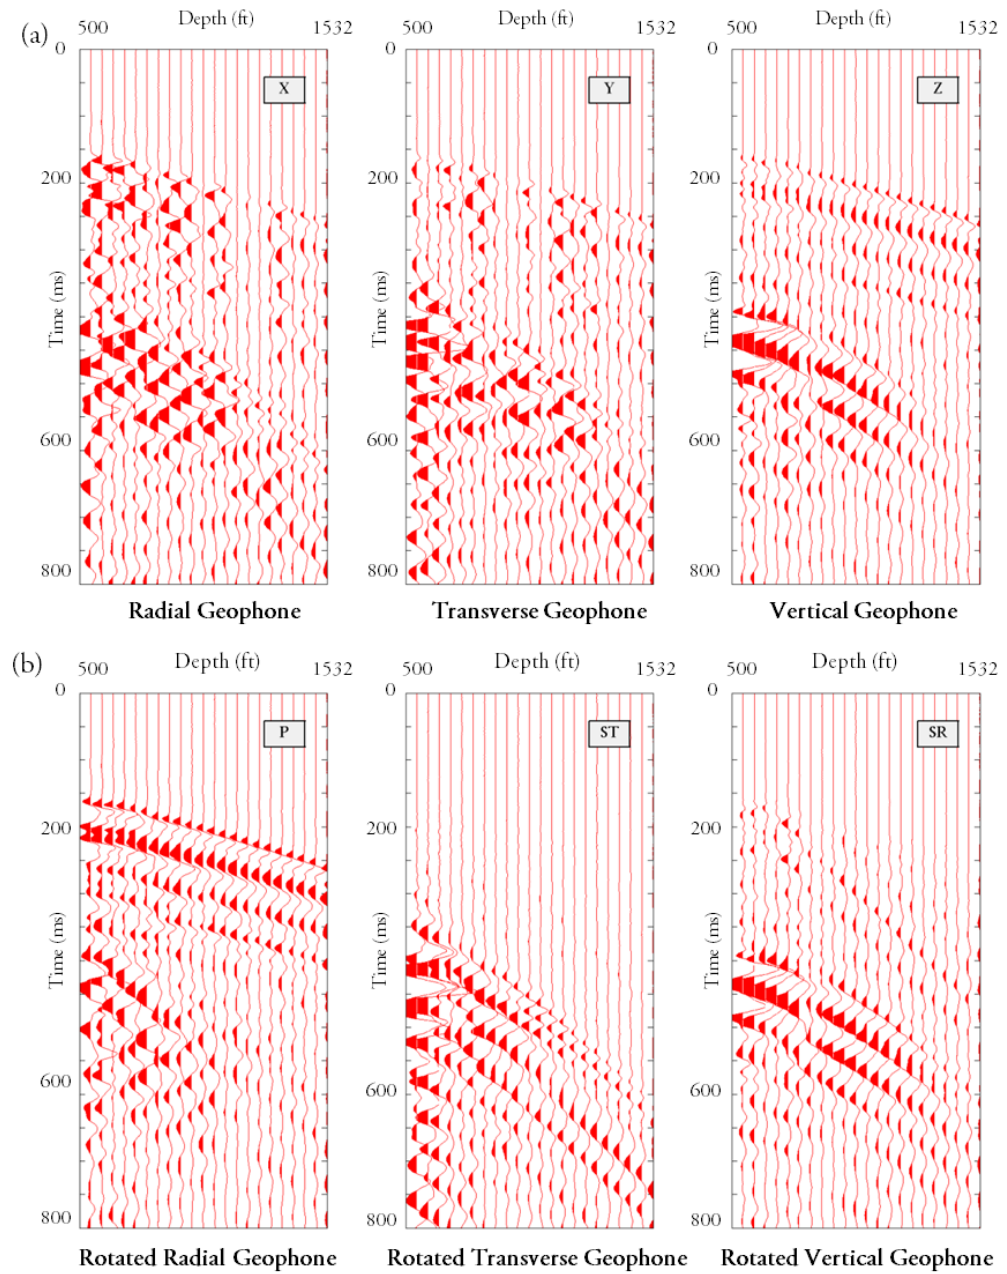 (a)
Depth (ft) Depth (ft) Depth (ft)
500 1532 500 1532 500 1532
0 0 0
X Y Z
200 200 200
Time (ms) Time (ms) Time (ms)
600 600 600
800 800 800
Radial Geophone Transverse Geophone Vertical Geophone
(b)
Depth (ft) Depth (ft) Depth (ft)
500 1532 500 1532 500 1532
0 0 0
P ST SR
200 200 200
Time (ms) Time (ms) Time (ms)
600 600 600
800 800 800
Rotated Radial Geophone Rotated Transverse Geophone Rotated Vertical Geophone